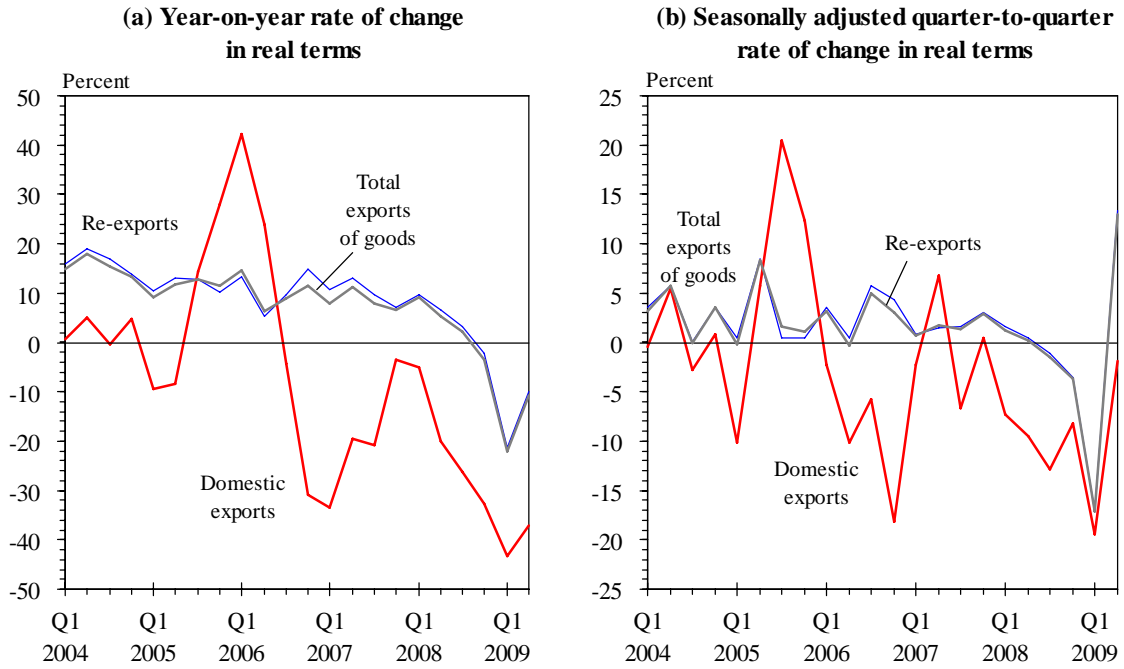 (a) Year-on-year rate of change
in real terms
Percent
50
40
30
20
10
0
-10
-20
-30
-40
-50
Re-exports
Total
exports
of goods
Domestic
exports
Q1 Q1 Q1 Q1 Q1 Q1
2004 2005 2006 2007 2008 2009
(b) Seasonally adjusted quarter-to-quarter
rate of change in real terms
Percent
25
20
15
10
5
0
-5
-10
-15
-20
-25
Total
exports
of goods
Re-exports
Domestic
exports
Q1 Q1 Q1 Q1 Q1 Q1
2004 2005 2006 2007 2008 2009